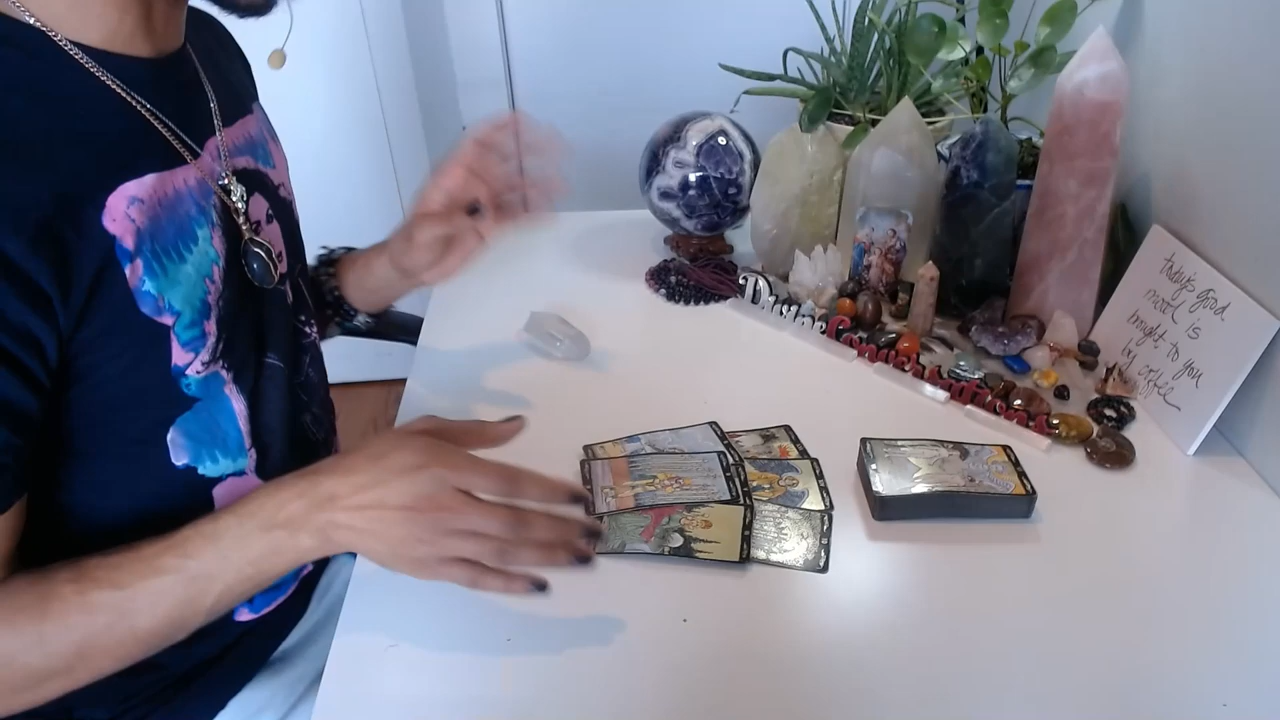 Divine Conversations
today's good
mood is
brought to you
by coffee